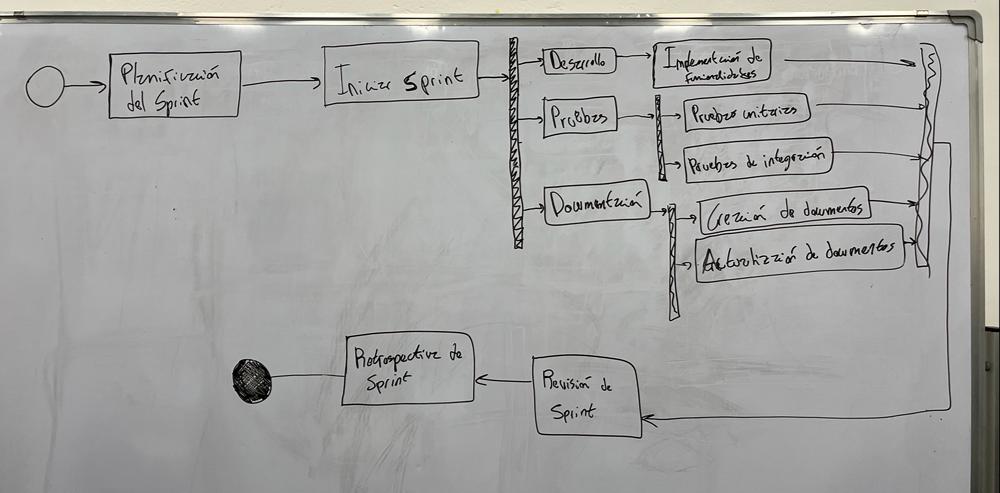 Planificación
del Sprint
Iniciar Sprint
Desarrollo
Implementación de
funcionalidades
Pruebas
Pruebas unitarias
Pruebas de integración
Documentación
Creación de documentos
Actualización de documentos
Revisión de
Sprint
Retrospectiva de
Sprint